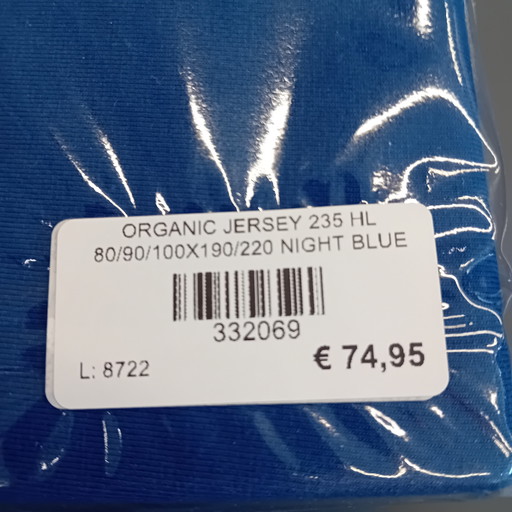 ORGANIC JERSEY 235 HL
80/90/100X190/220 NIGHT BLUE
332069
L: 8722
€ 74,95